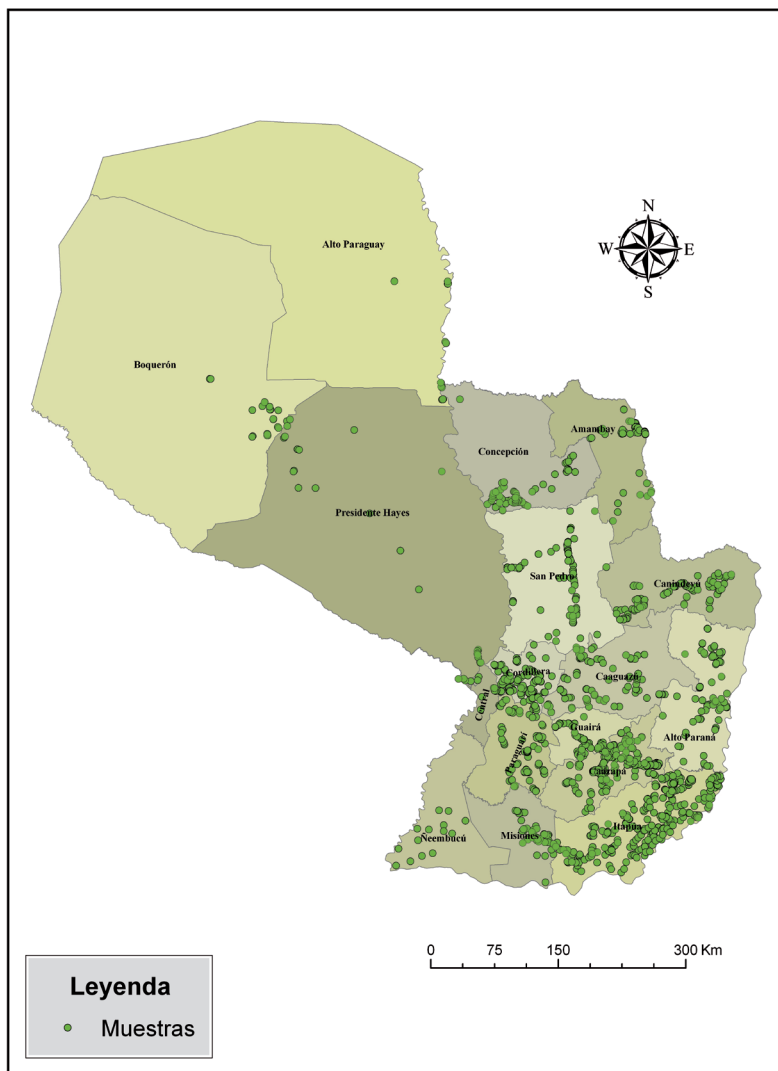 N
W E
S
Alto Paraguay
Boquerón
Concepción
Amambay
Presidente Hayes
San Pedro
Canindeyú
Cordillera
Caaguazú
Central
Guairá
Alto Paraná
Paraguarí
Caazapá
Itapúa
Misiones
Ñeembucú
0 75 150 300 Km
Leyenda
Muestras